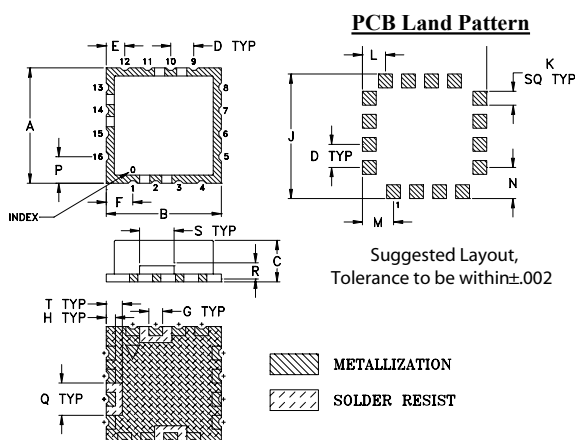 PCB Land Pattern
E
D TYP
12 11 10 9
13
14
15
16
8
7
6
5
A
P
0
1 2 3 4
F
B
INDEX
L
K
SQ TYP
J
D TYP
N
M
1
S TYP
R
C
Suggested Layout,
Tolerance to be within±.002
T TYP
H TYP
G TYP
Q TYP
METALLIZATION
SOLDER RESIST